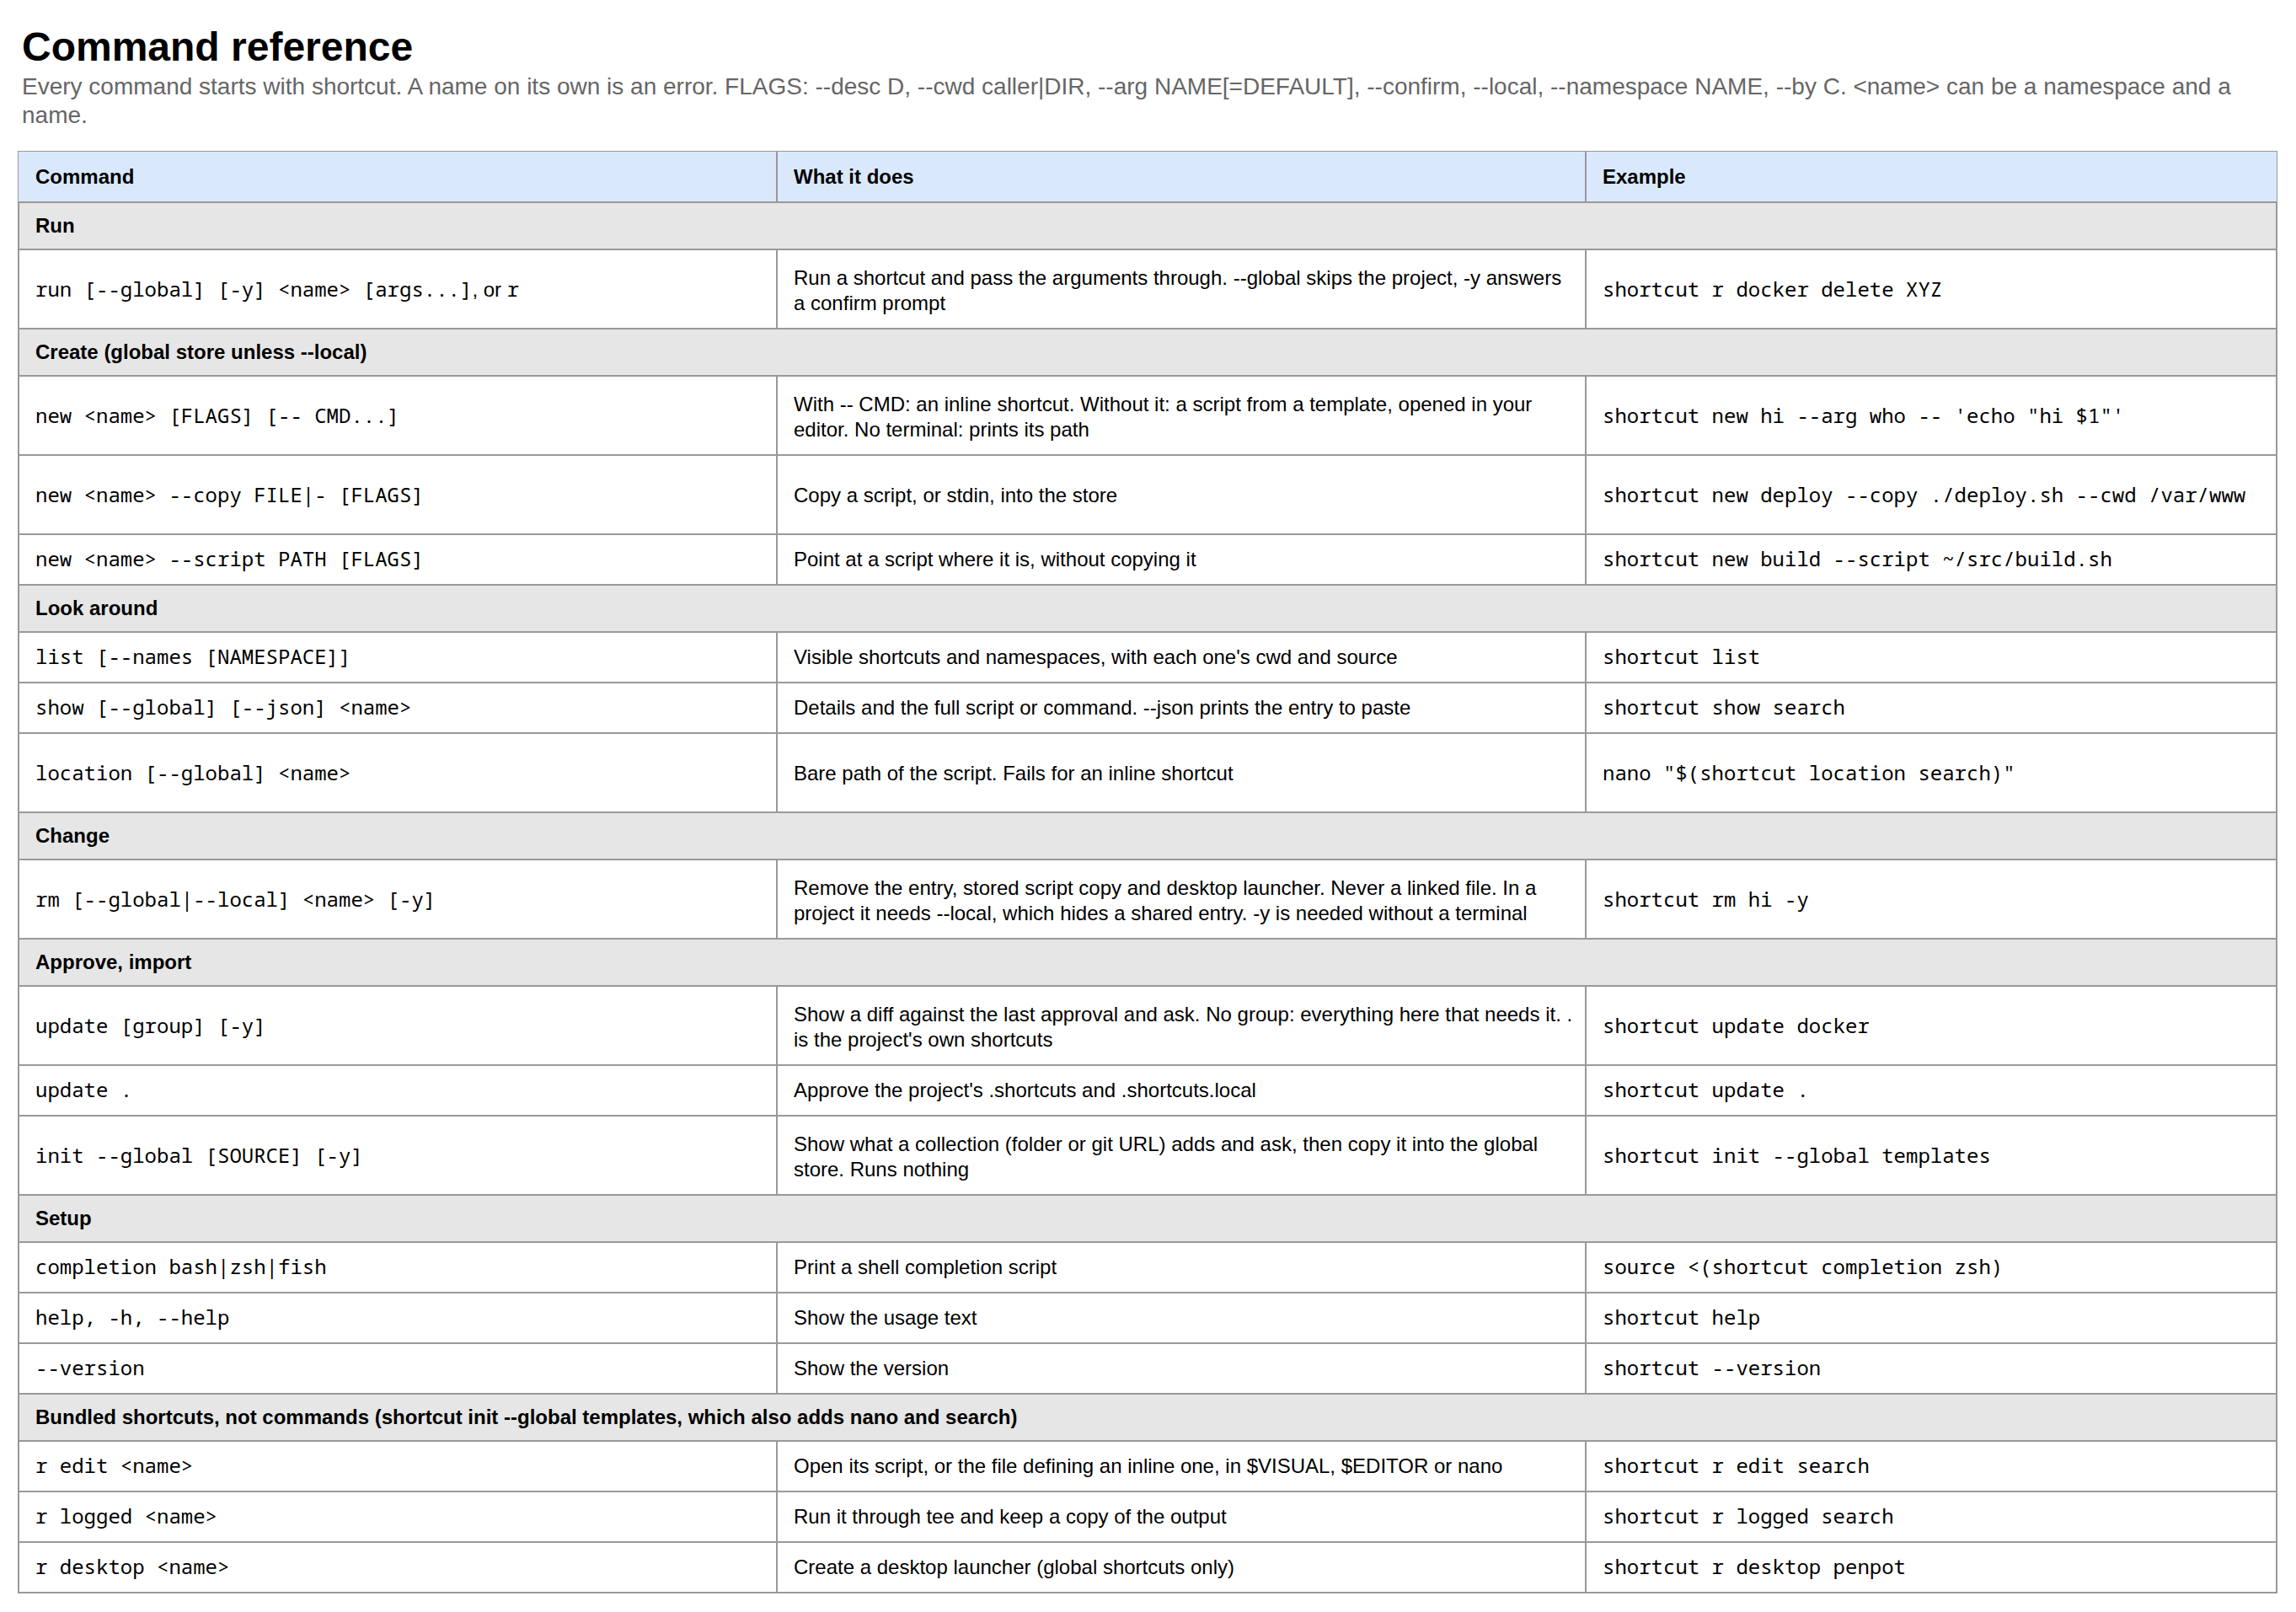 Command reference
Every command starts with shortcut. A name on its own is an error. FLAGS: --desc D, --cwd caller|DIR, --arg NAME[=DEFAULT], --confirm, --local, --namespace NAME, --by C. <name> can be a namespace and a
name.
Command
What it does
Example
Run
run [--global] [-y] <name> [args...], or r
Run a shortcut and pass the arguments through. --global skips the project, -y answers
a confirm prompt
shortcut r docker delete XYZ
Create (global store unless --local)
new <name> [FLAGS] [-- CMD...]
With -- CMD: an inline shortcut. Without it: a script from a template, opened in your
editor. No terminal: prints its path
shortcut new hi --arg who -- 'echo "hi $1"'
new <name> --copy FILE|- [FLAGS]
Copy a script, or stdin, into the store
shortcut new deploy --copy ./deploy.sh --cwd /var/www
new <name> --script PATH [FLAGS]
Point at a script where it is, without copying it
shortcut new build --script ~/src/build.sh
Look around
list [--names [NAMESPACE]]
Visible shortcuts and namespaces, with each one's cwd and source
shortcut list
show [--global] [--json] <name>
Details and the full script or command. --json prints the entry to paste
shortcut show search
location [--global] <name>
Bare path of the script. Fails for an inline shortcut
nano "$(shortcut location search)"
Change
rm [--global|--local] <name> [-y]
Remove the entry, stored script copy and desktop launcher. Never a linked file. In a
project it needs --local, which hides a shared entry. -y is needed without a terminal
shortcut rm hi -y
Approve, import
update [group] [-y]
Show a diff against the last approval and ask. No group: everything here that needs it. .
is the project's own shortcuts
shortcut update docker
update .
Approve the project's .shortcuts and .shortcuts.local
shortcut update .
init --global [SOURCE] [-y]
Show what a collection (folder or git URL) adds and ask, then copy it into the global
store. Runs nothing
shortcut init --global templates
Setup
completion bash|zsh|fish
Print a shell completion script
source <(shortcut completion zsh)
help, -h, --help
Show the usage text
shortcut help
--version
Show the version
shortcut --version
Bundled shortcuts, not commands (shortcut init --global templates, which also adds nano and search)
r edit <name>
Open its script, or the file defining an inline one, in $VISUAL, $EDITOR or nano
shortcut r edit search
r logged <name>
Run it through tee and keep a copy of the output
shortcut r logged search
r desktop <name>
Create a desktop launcher (global shortcuts only)
shortcut r desktop penpot